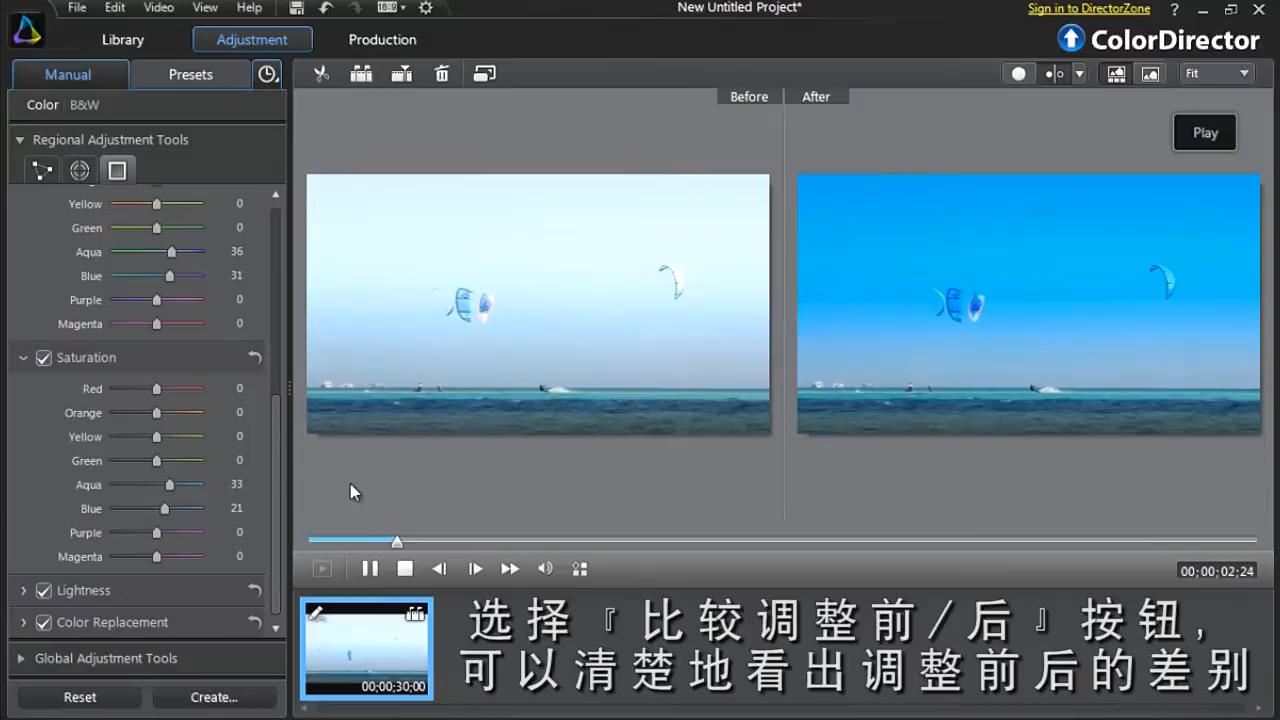 File Edit Video View Help 16:9 New Untitled Project* Sign in to DirectorZone ?
Library Adjustment Production ColorDirector
Manual Presets Fit
Color B&W Before After
Regional Adjustment Tools Play
Yellow 0
Green 0
Aqua 36
Blue 31
Purple 0
Magenta 0
Saturation
Red 0
Orange 0
Yellow 0
Green 0
Aqua 33
Blue 21
Purple 0
Magenta 0
Lightness
Color Replacement
Global Adjustment Tools
Reset Create...
00;00;02;24
00;00;30;00
选择『比较调整前/后』按钮,
可以清楚地看出调整前后的差别